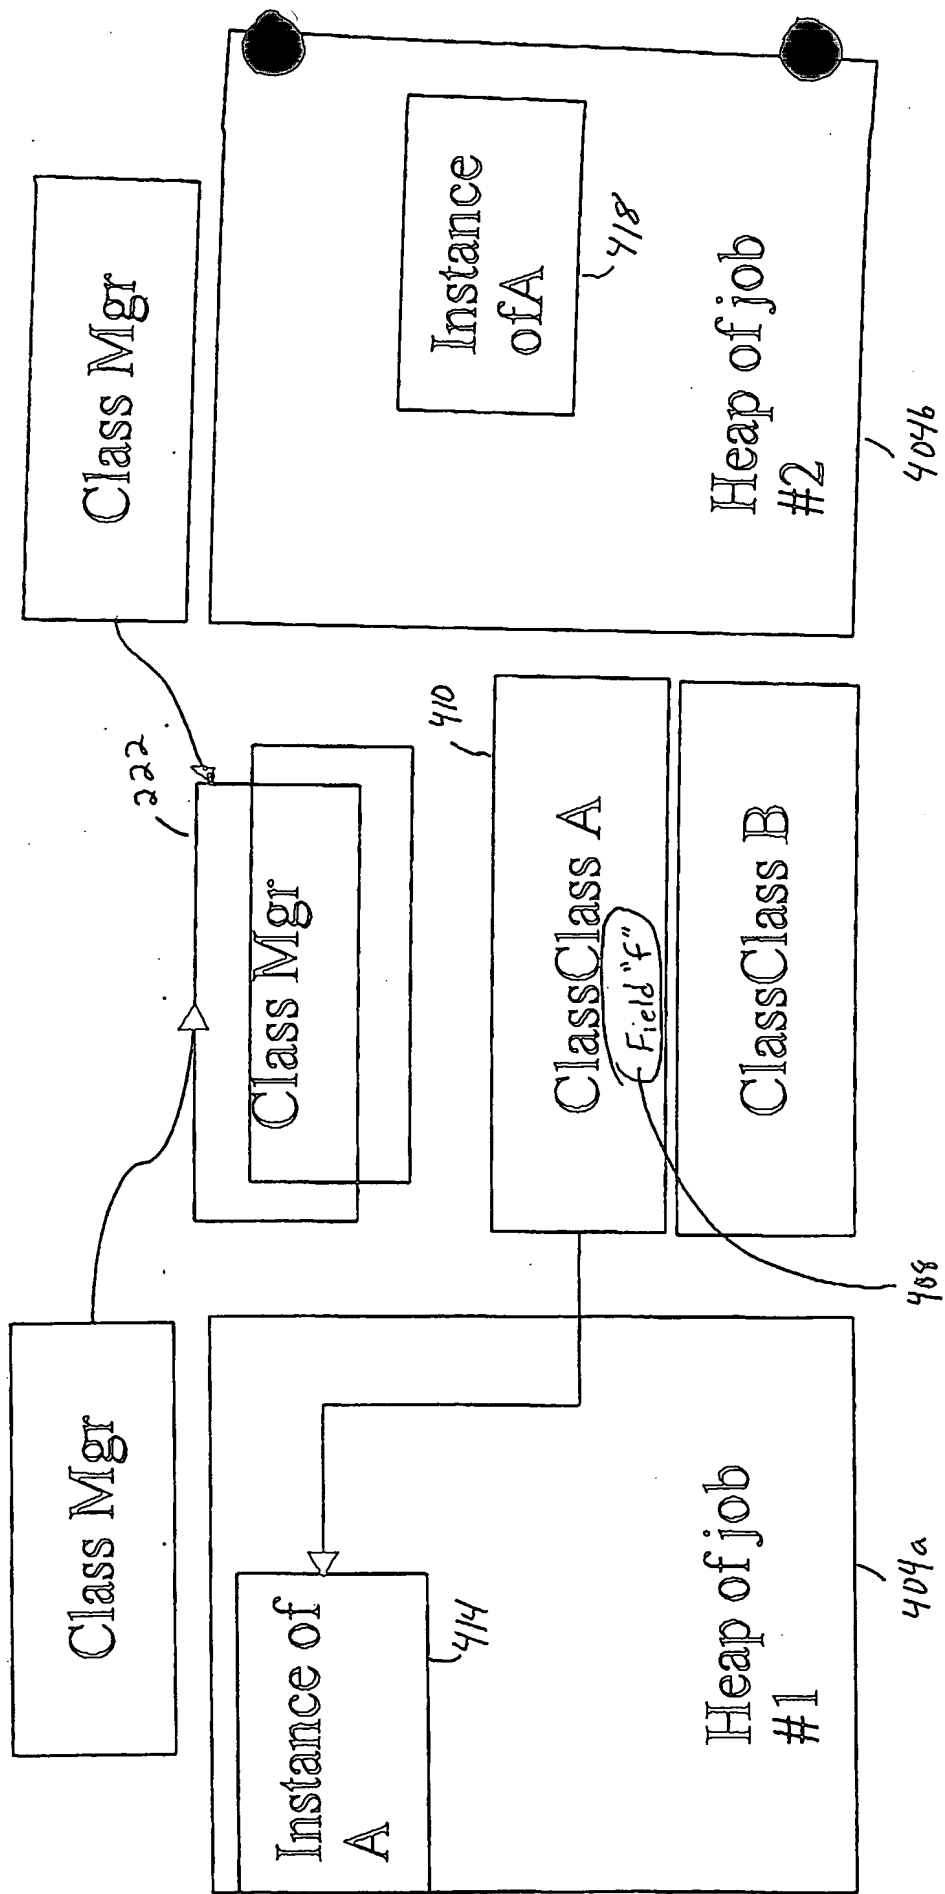 Class Mgr
Class Mgr
222
Class Mgr
Instance of
A
414
Heap of job
#1
404a
410
ClassClass A
Field "f"
408
ClassClass B
Instance
ofA
418
Heap of job
#2
404b